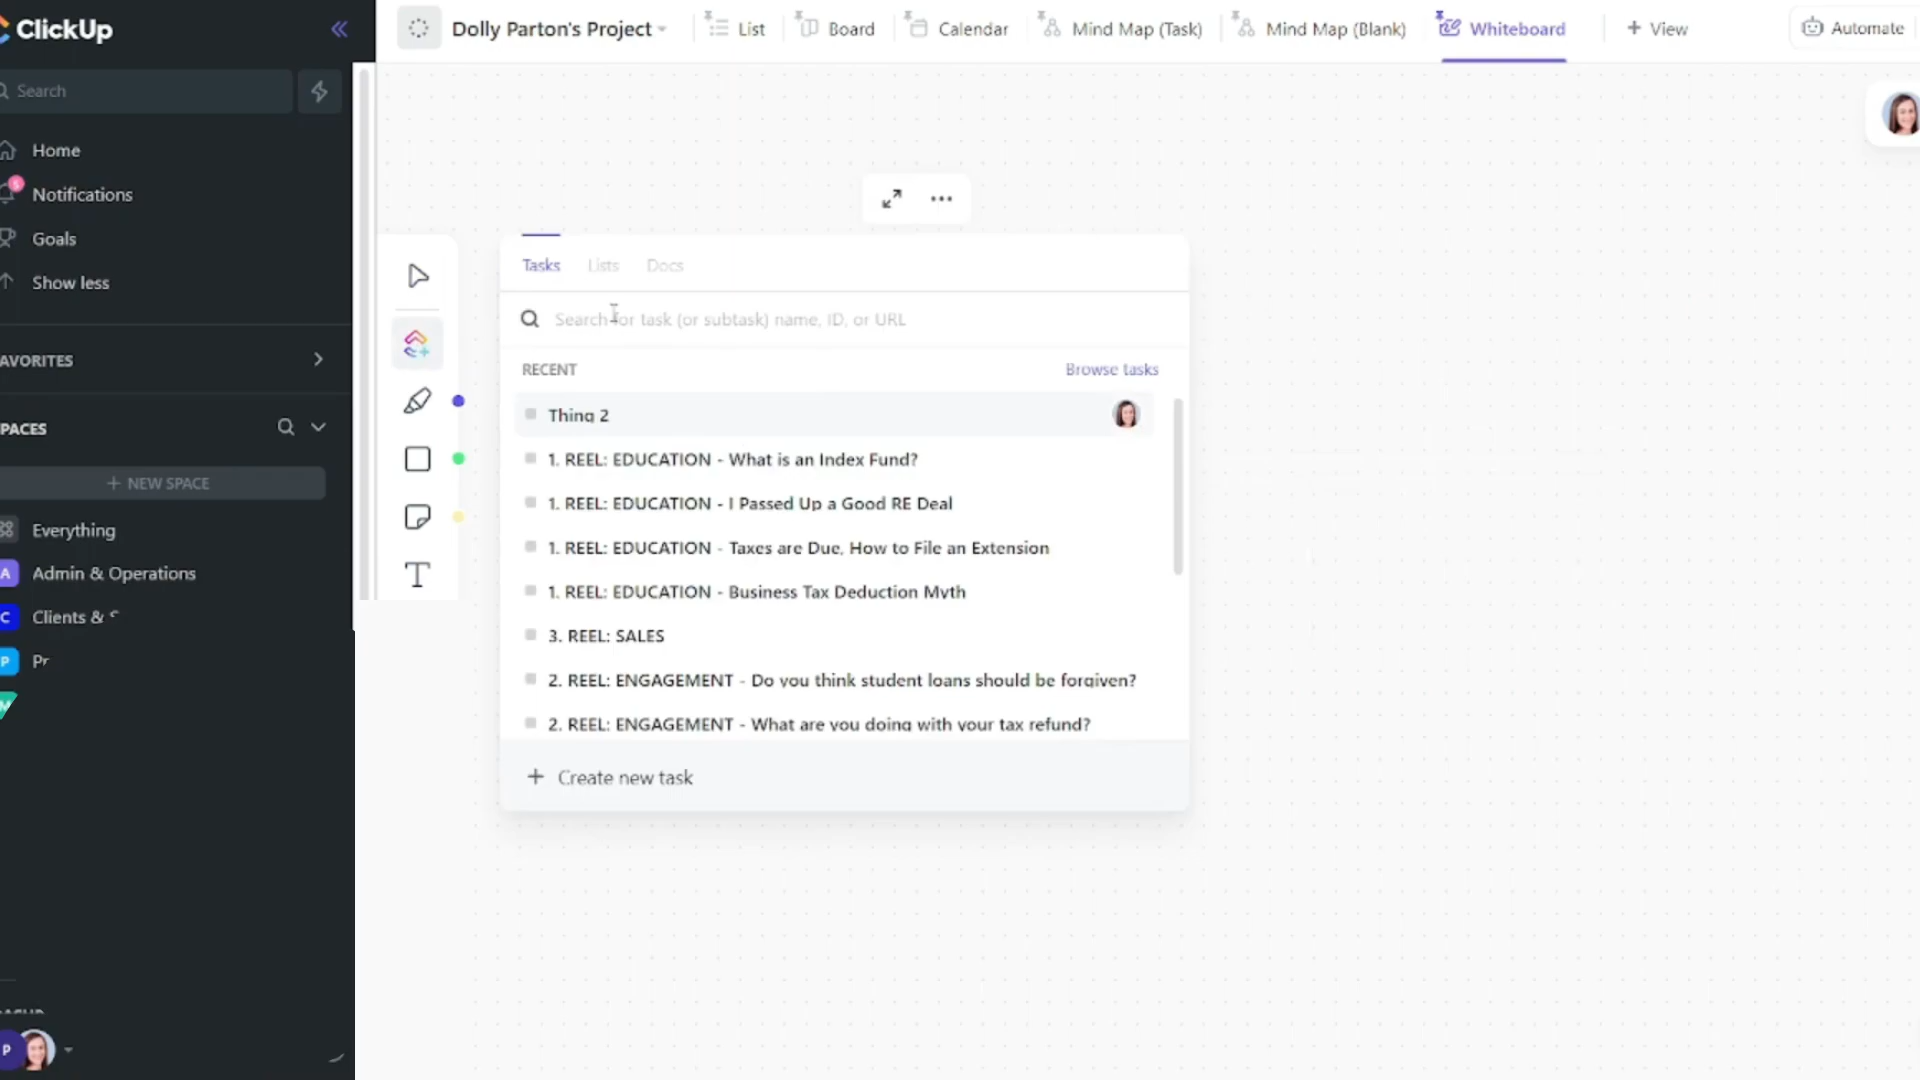 ClickUp
Dolly Parton's Project
List
Board
Calendar
Mind Map (Task)
Mind Map (Blank)
Whiteboard
+ View
Automate
Search
Home
5
Notifications
Goals
Show less
AVORITES
PACES
+ NEW SPACE
Everything
A Admin & Operations
C Clients &
P Pr
M
P
Tasks
Lists
Docs
Search for task (or subtask) name, ID, or URL
RECENT
Browse tasks
Thing 2
1. REEL: EDUCATION - What is an Index Fund?
1. REEL: EDUCATION - I Passed Up a Good RE Deal
1. REEL: EDUCATION - Taxes are Due, How to File an Extension
1. REEL: EDUCATION - Business Tax Deduction Myth
3. REEL: SALES
2. REEL: ENGAGEMENT - Do you think student loans should be forgiven?
2. REEL: ENGAGEMENT - What are you doing with your tax refund?
+ Create new task
T